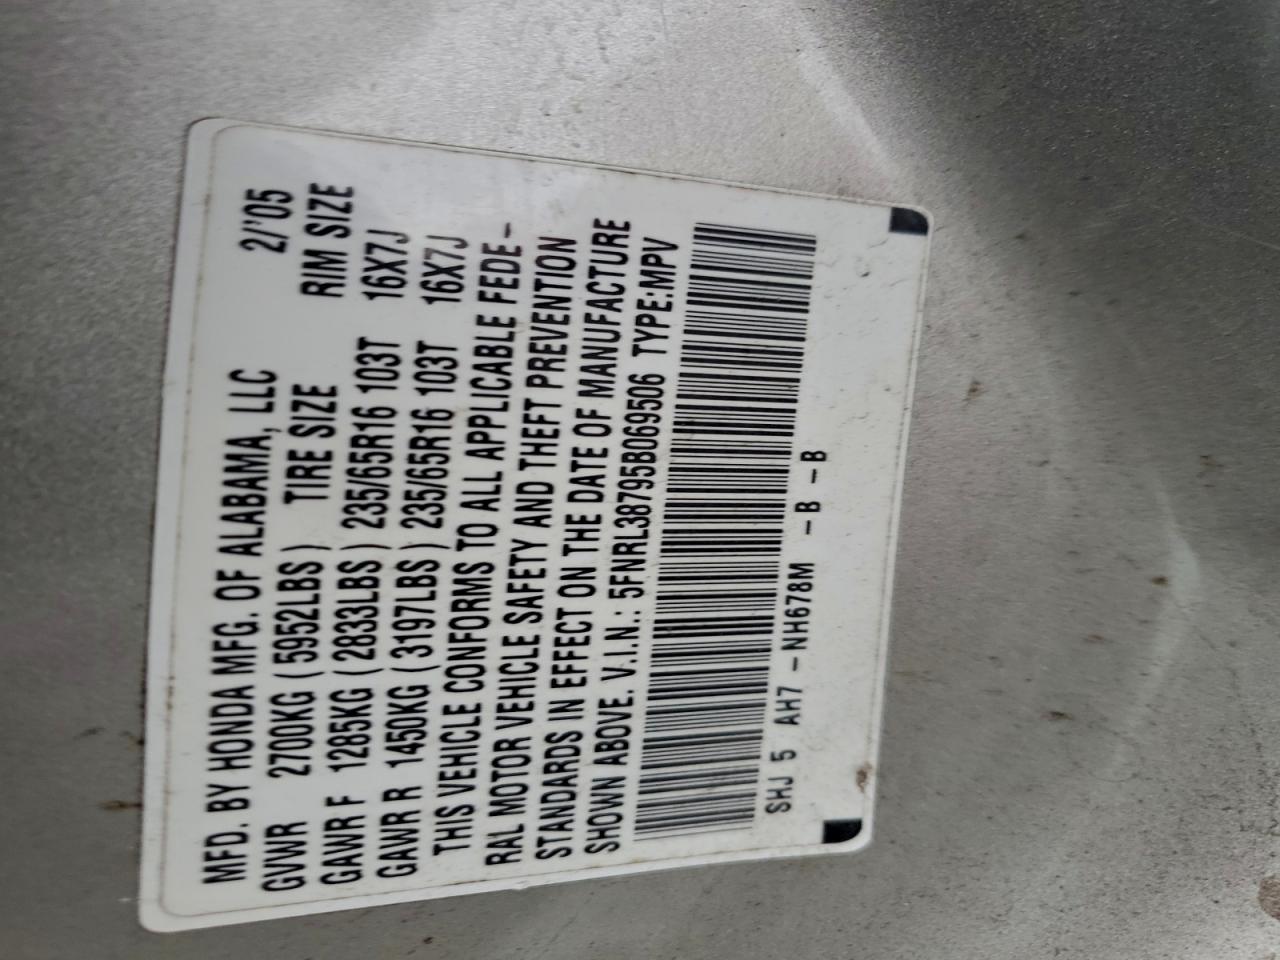 MFD. BY HONDA MFG. OF ALABAMA, LLC 2/'05
GVWR 2700KG (5952LBS) TIRE SIZE RIM SIZE
GAWR F 1285KG (2833LBS) 235/65R16 103T 16X7J
GAWR R 1450KG (3197LBS) 235/65R16 103T 16X7J
THIS VEHICLE CONFORMS TO ALL APPLICABLE FEDE-
RAL MOTOR VEHICLE SAFETY AND THEFT PREVENTION
STANDARDS IN EFFECT ON THE DATE OF MANUFACTURE
SHOWN ABOVE. V.I.N.: 5FNRL38795B069506 TYPE:MPV
SHJ 5 AH7 -NH678M -B -B